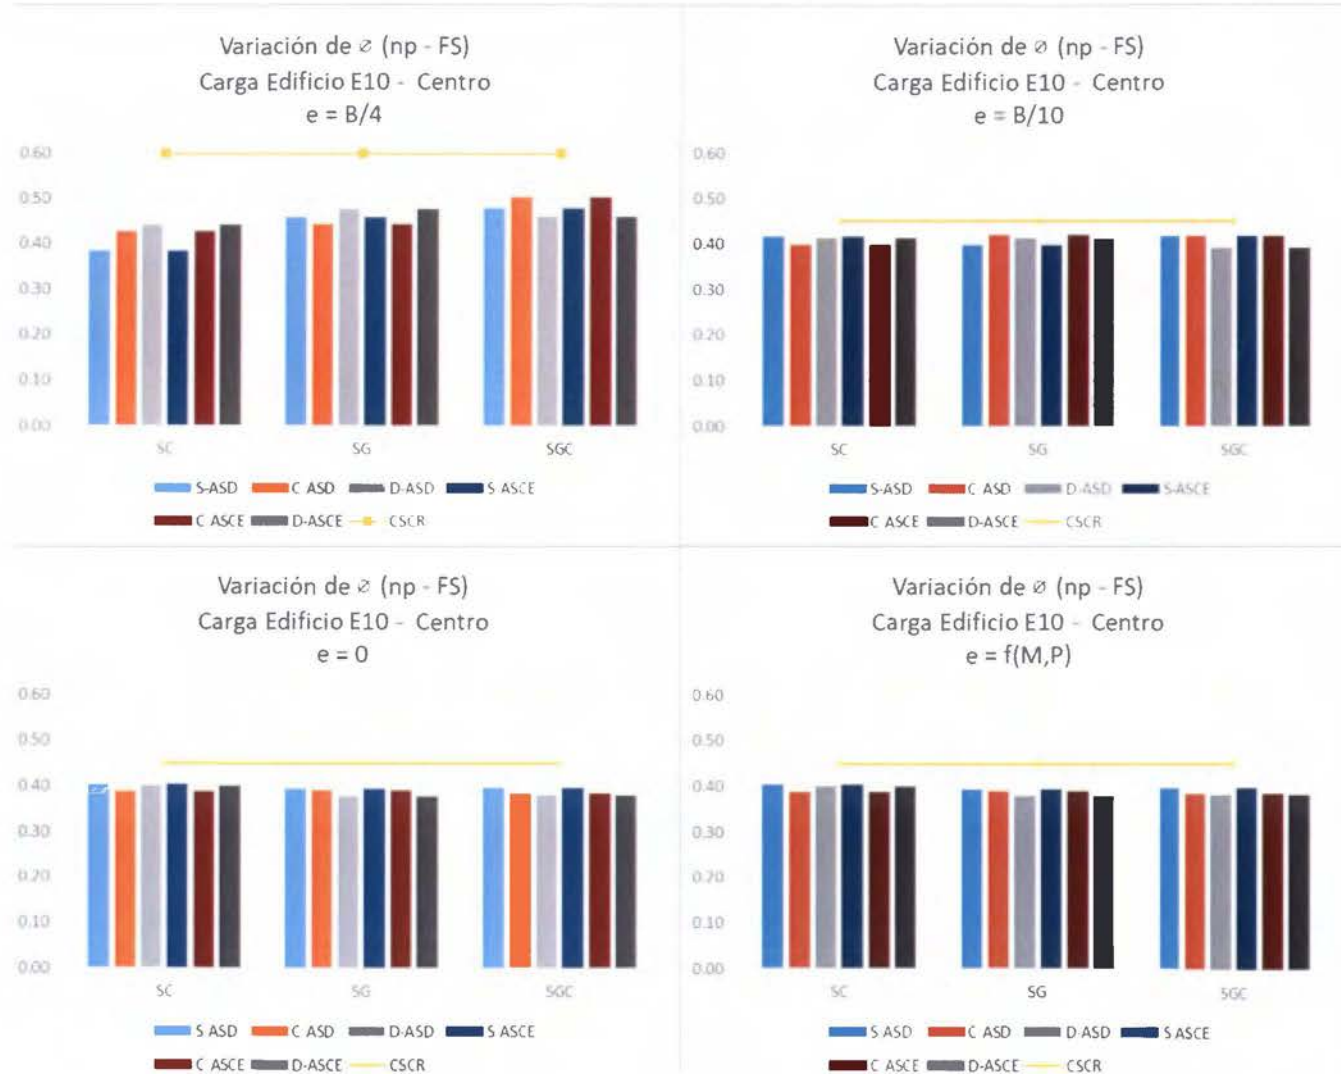 Variación de ⌀ (np - FS)
Carga Edificio E10 - Centro
e = B/4
0.60
0.50
0.40
0.30
0.20
0.10
0.00
SC SG SGC
S-ASD C ASD D-ASD S ASCE
C ASCE D-ASCE CSCR
Variación de ⌀ (np - FS)
Carga Edificio E10 - Centro
e = B/10
0.60
0.50
0.40
0.30
0.20
0.10
0.00
SC SG SGC
S-ASD C ASD D-ASD S-ASCE
C ASCE D-ASCE CSCR
Variación de ⌀ (np - FS)
Carga Edificio E10 - Centro
e = 0
0.60
0.50
0.40
0.30
0.20
0.10
0.00
SC SG SGC
S ASD C ASD D-ASD S ASCE
C ASCE D-ASCE CSCR
Variación de ⌀ (np - FS)
Carga Edificio E10 - Centro
e = f(M,P)
0.60
0.50
0.40
0.30
0.20
0.10
0.00
SC SG SGC
S ASD C ASD D-ASD S ASCE
C ASCE D-ASCE CSCR